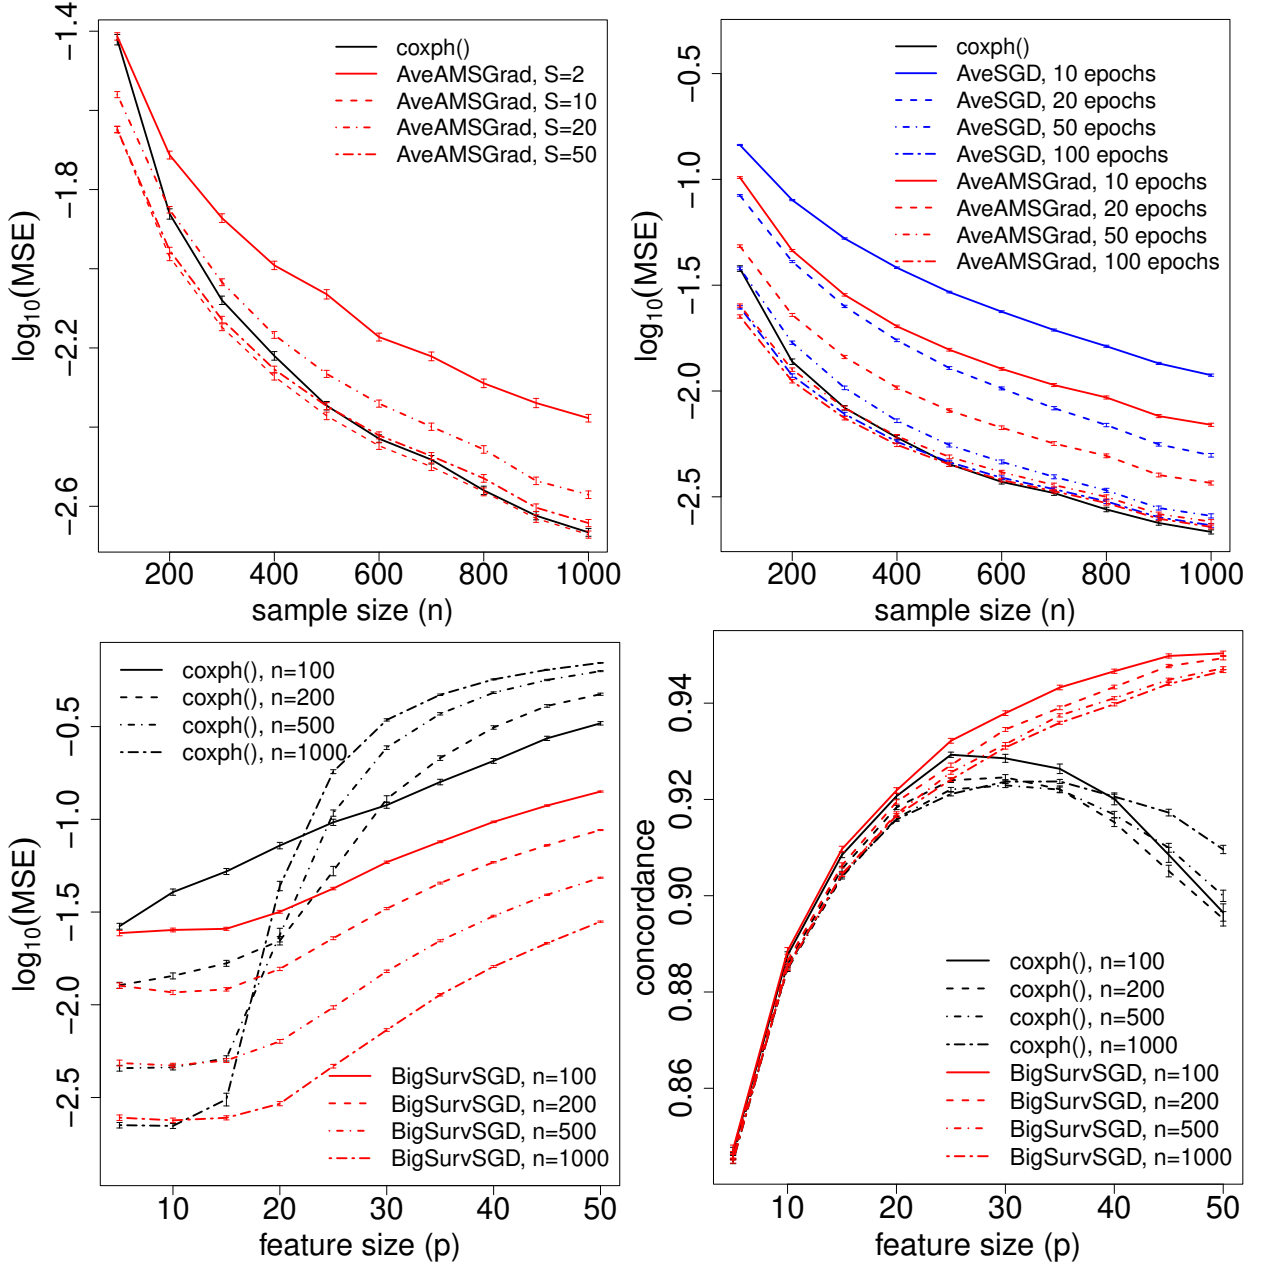 coxph()
AveAMSGrad, S=2
AveAMSGrad, S=10
AveAMSGrad, S=20
AveAMSGrad, S=50
−1.4
−1.8
−2.2
−2.6
log₁₀(MSE)
200 400 600 800 1000
sample size (n)
coxph()
AveSGD, 10 epochs
AveSGD, 20 epochs
AveSGD, 50 epochs
AveSGD, 100 epochs
AveAMSGrad, 10 epochs
AveAMSGrad, 20 epochs
AveAMSGrad, 50 epochs
AveAMSGrad, 100 epochs
−0.5
−1.0
−1.5
−2.0
−2.5
log₁₀(MSE)
200 400 600 800 1000
sample size (n)
coxph(), n=100
coxph(), n=200
coxph(), n=500
coxph(), n=1000
−0.5
−1.0
−1.5
−2.0
−2.5
log₁₀(MSE)
BigSurvSGD, n=100
BigSurvSGD, n=200
BigSurvSGD, n=500
BigSurvSGD, n=1000
10 20 30 40 50
feature size (p)
0.94
0.92
0.90
0.88
0.86
concordance
coxph(), n=100
coxph(), n=200
coxph(), n=500
coxph(), n=1000
BigSurvSGD, n=100
BigSurvSGD, n=200
BigSurvSGD, n=500
BigSurvSGD, n=1000
10 20 30 40 50
feature size (p)